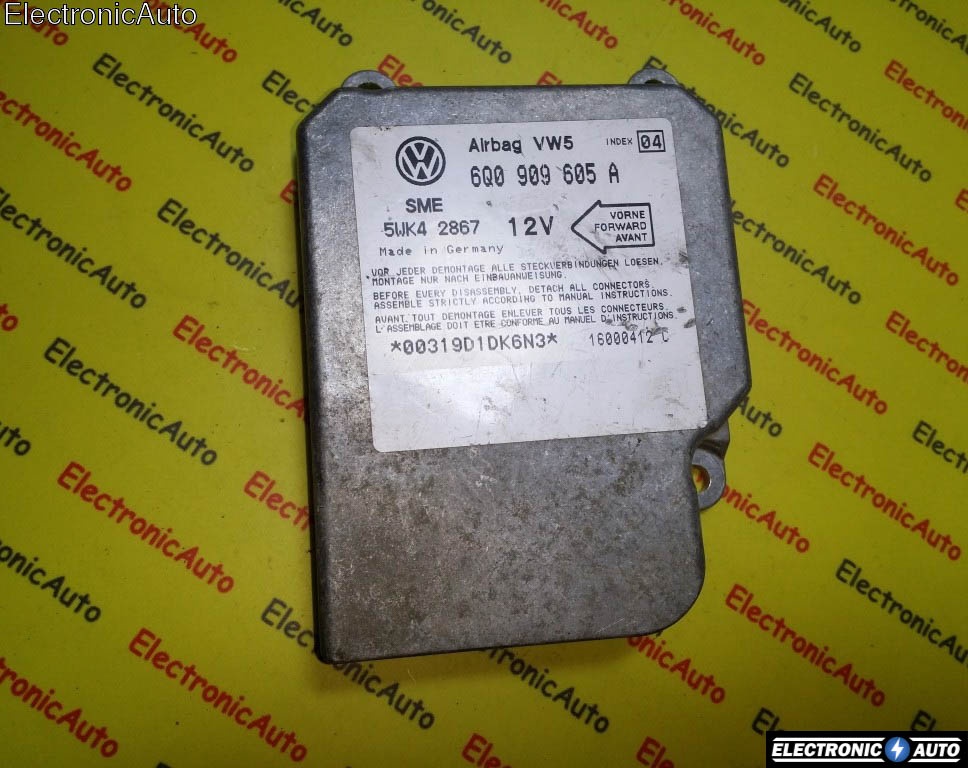 ElectronicAuto
Airbag VW5 INDEX 04
6Q0 909 605 A
SME
5WK4 2867 12V
VORNE
FORWARD
AVANT
Made in Germany
VOR JEDER DEMONTAGE ALLE STECKVERBINDUNGEN LOESEN.
MONTAGE NUR NACH EINBAUANWEISUNG.
BEFORE EVERY DISASSEMBLY, DETACH ALL CONNECTORS.
ASSEMBLE STRICTLY ACCORDING TO MANUAL INSTRUCTIONS.
AVANT TOUT DEMONTAGE ENLEVER TOUS LES CONNECTEURS.
L'ASSEMBLAGE DOIT ETRE CONFORME AU MANUEL D'INSTRUCTIONS.
*00319D1DK6N3* 16000412 C
ELECTRONIC AUTO